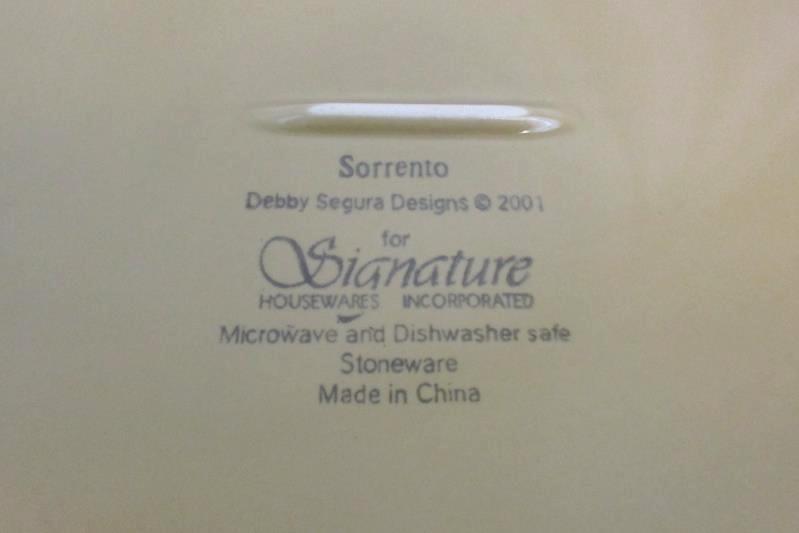 Sorrento
Debby Segura Designs © 2001
for
Signature
HOUSEWARES INCORPORATED
Microwave and Dishwasher safe
Stoneware
Made in China